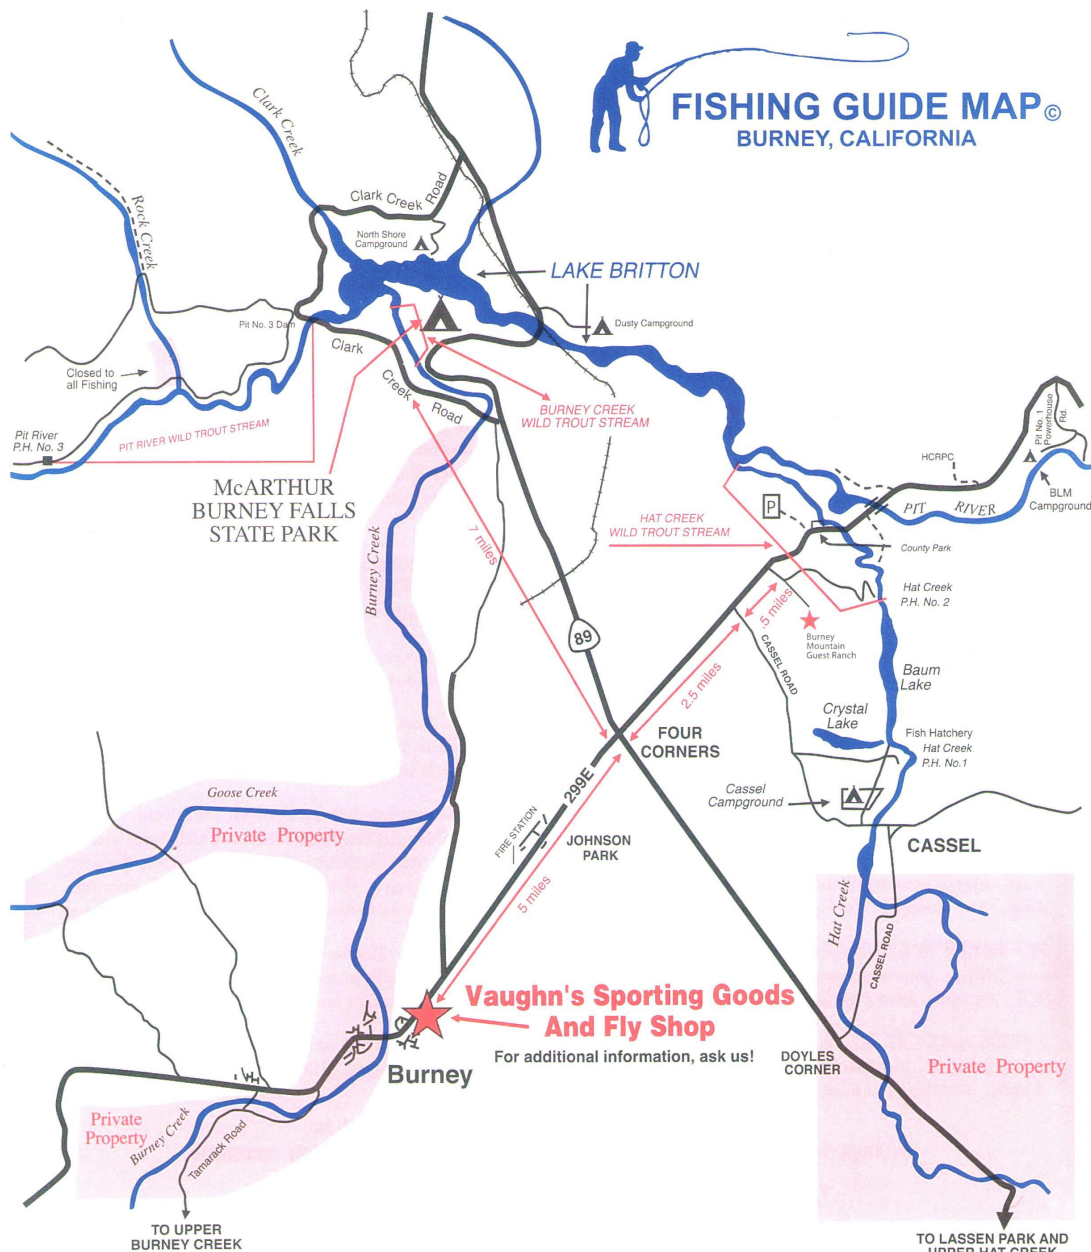 FISHING GUIDE MAP©
BURNEY, CALIFORNIA
Clark Creek
Rock Creek
Clark Creek Road
North Shore
Campground
LAKE BRITTON
Pit No. 3 Dam
Dusty Campground
Clark
Creek
Road
Closed to
all Fishing
BURNEY CREEK
WILD TROUT STREAM
Pit River
P.H. No. 3
PIT RIVER WILD TROUT STREAM
Pit No. 1
Powerhouse
Rd.
HCRPC
BLM
Campground
PIT RIVER
McARTHUR
BURNEY FALLS
STATE PARK
P
HAT CREEK
WILD TROUT STREAM
County Park
7 miles
Burney Creek
Hat Creek
P.H. No. 2
.5 miles
89
Burney
Mountain
Guest Ranch
CASSEL ROAD
2.5 miles
Baum
Lake
Crystal
Lake
FOUR
CORNERS
Fish Hatchery
Hat Creek
P.H. No.1
299E
Goose Creek
Cassel
Campground
Private Property
FIRE STATION
JOHNSON
PARK
CASSEL
5 miles
Hat Creek
CASSEL ROAD
Vaughn's Sporting Goods
And Fly Shop
For additional information, ask us!
Burney
DOYLES
CORNER
Private Property
Private
Property
Burney Creek
Tamarack Road
TO UPPER
BURNEY CREEK
TO LASSEN PARK AND
UPPER HAT CREEK